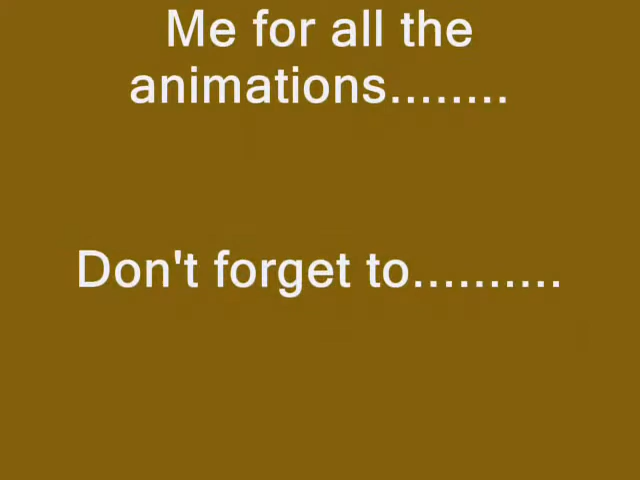 Me for all the
animations........
Don't forget to..........